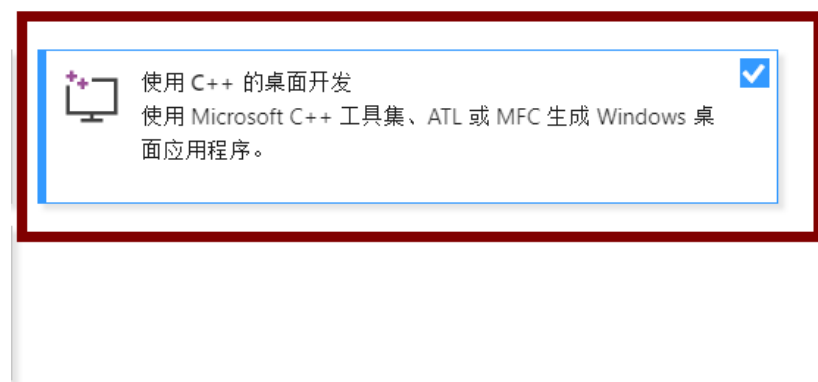 使用 C++ 的桌面开发
使用 Microsoft C++ 工具集、ATL 或 MFC 生成 Windows 桌
面应用程序。